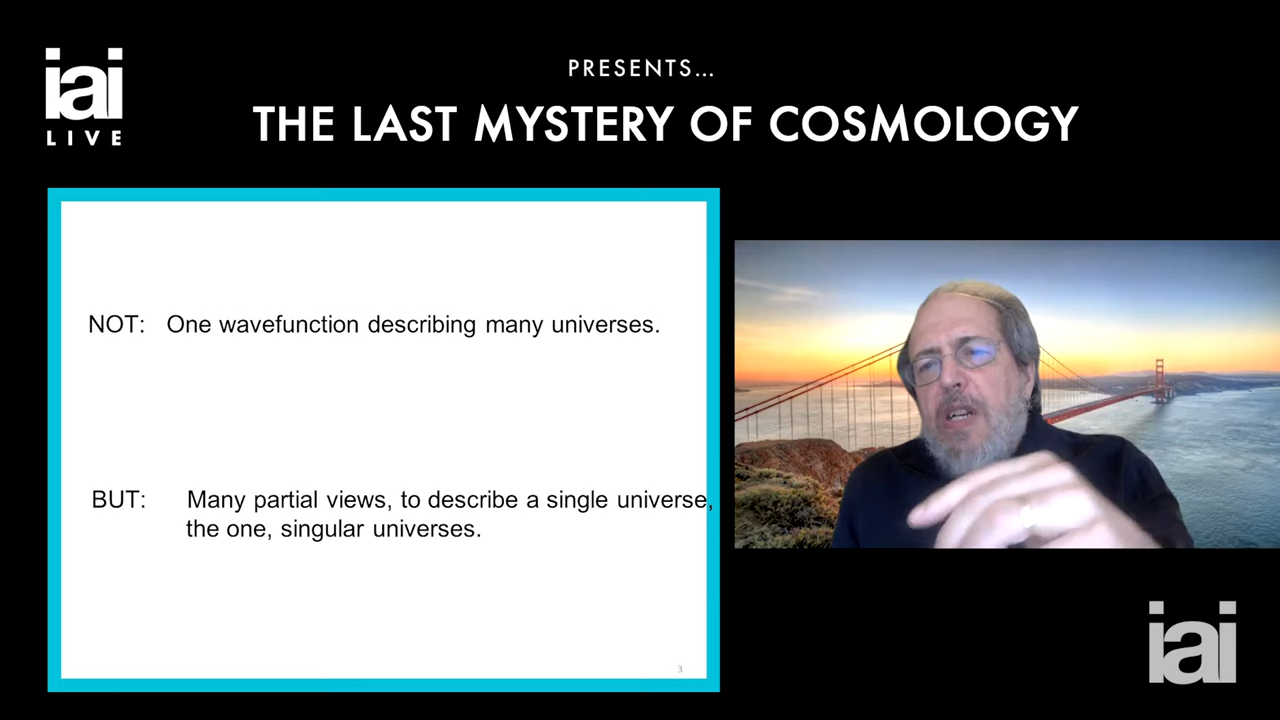 iai
LIVE
PRESENTS...
THE LAST MYSTERY OF COSMOLOGY
NOT: One wavefunction describing many universes.
BUT: Many partial views, to describe a single universe,
the one, singular universes.
3
iai